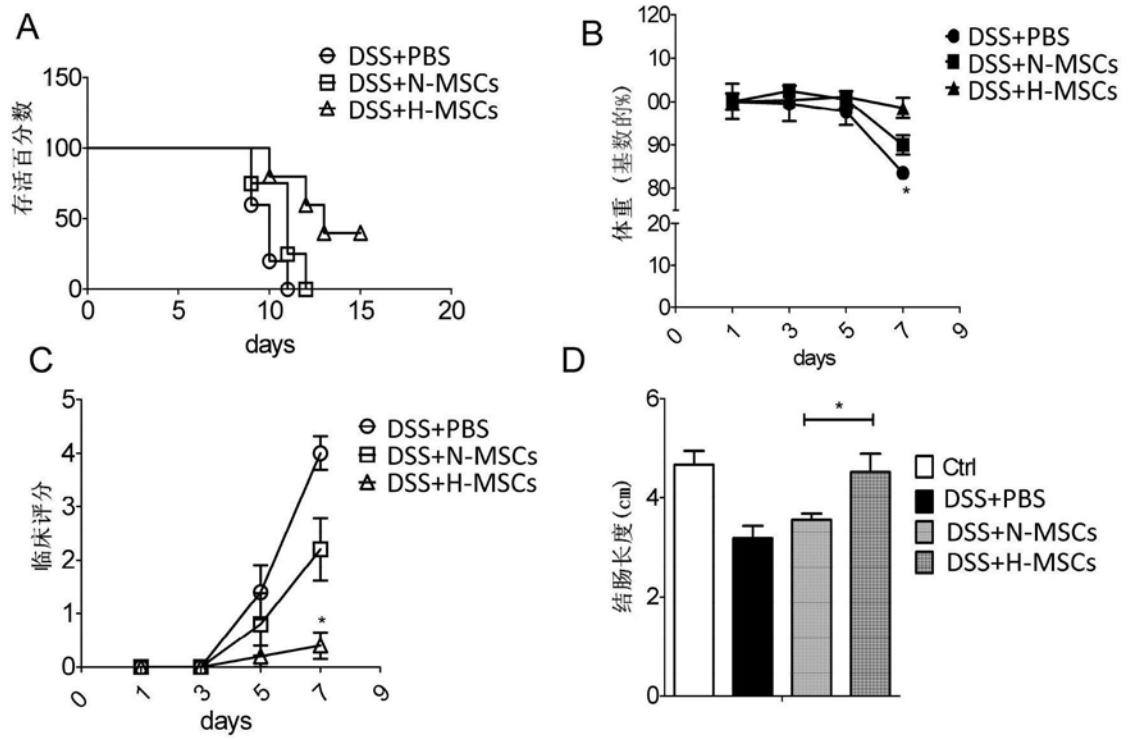 A
DSS+PBS
DSS+N-MSCs
DSS+H-MSCs
存活百分数
150
100
50
0
0
5
10
15
20
days
B
DSS+PBS
DSS+N-MSCs
DSS+H-MSCs
体重 (基数的%)
120
10
00
90
80
20
10
0
0
1
3
5
7
9
*
days
C
DSS+PBS
DSS+N-MSCs
DSS+H-MSCs
临床评分
5
4
3
2
1
0
0
1
3
5
7
9
*
days
D
结肠长度(cm)
6
4
2
0
*
Ctrl
DSS+PBS
DSS+N-MSCs
DSS+H-MSCs